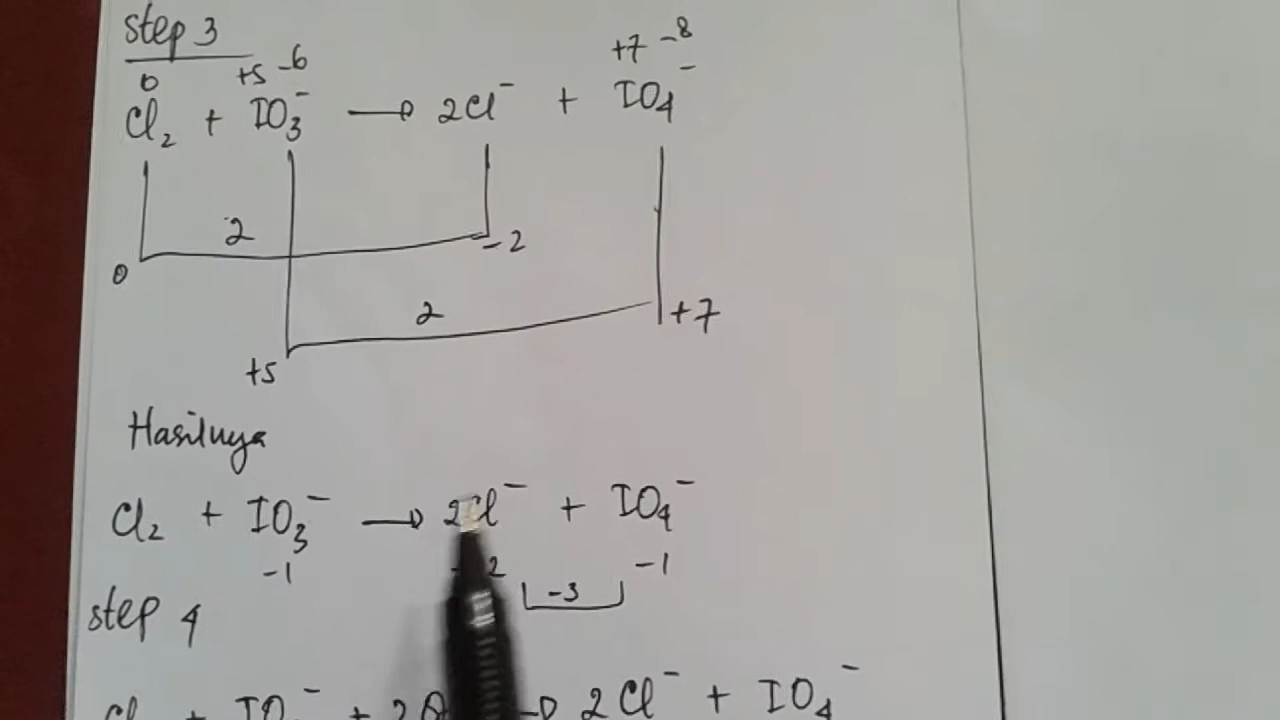 step 3
0 +5 -6 +7 -8
Cl₂ + IO₃⁻ → 2Cl⁻ + IO₄⁻
2
0 -2
2
+5 +7
Hasilnya
Cl₂ + IO₃⁻ → 2Cl⁻ + IO₄⁻
-1 -2 -1
-3
step 4
+ 2Cl⁻ + IO₄⁻